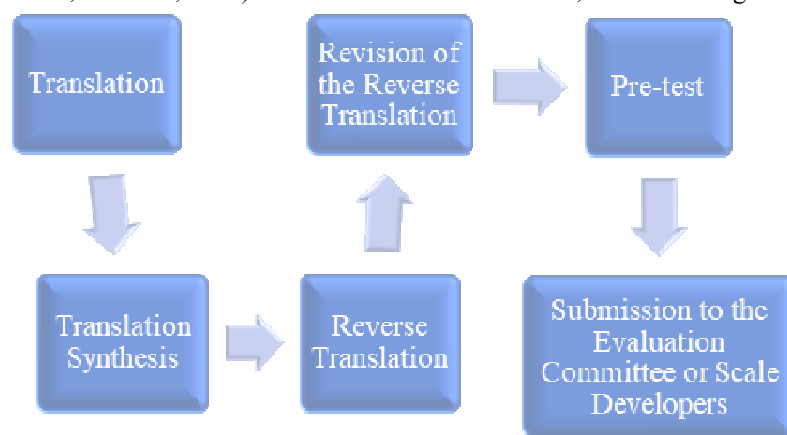 Translation
Translation
Synthesis
Reverse
Translation
Revision of
the Reverse
Translation
Pre-test
Submission to the
Evaluation
Committee or Scale
Developers